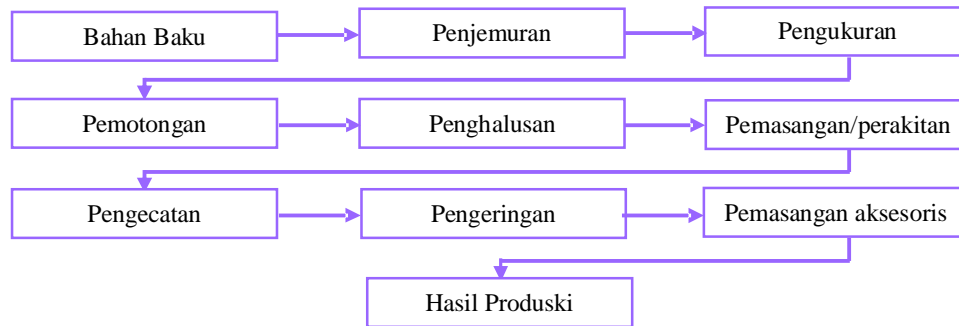 Bahan Baku
Penjemuran
Pengukuran
Pemotongan
Penghalusan
Pemasangan/perakitan
Pengecatan
Pengeringan
Pemasangan aksesoris
Hasil Produski